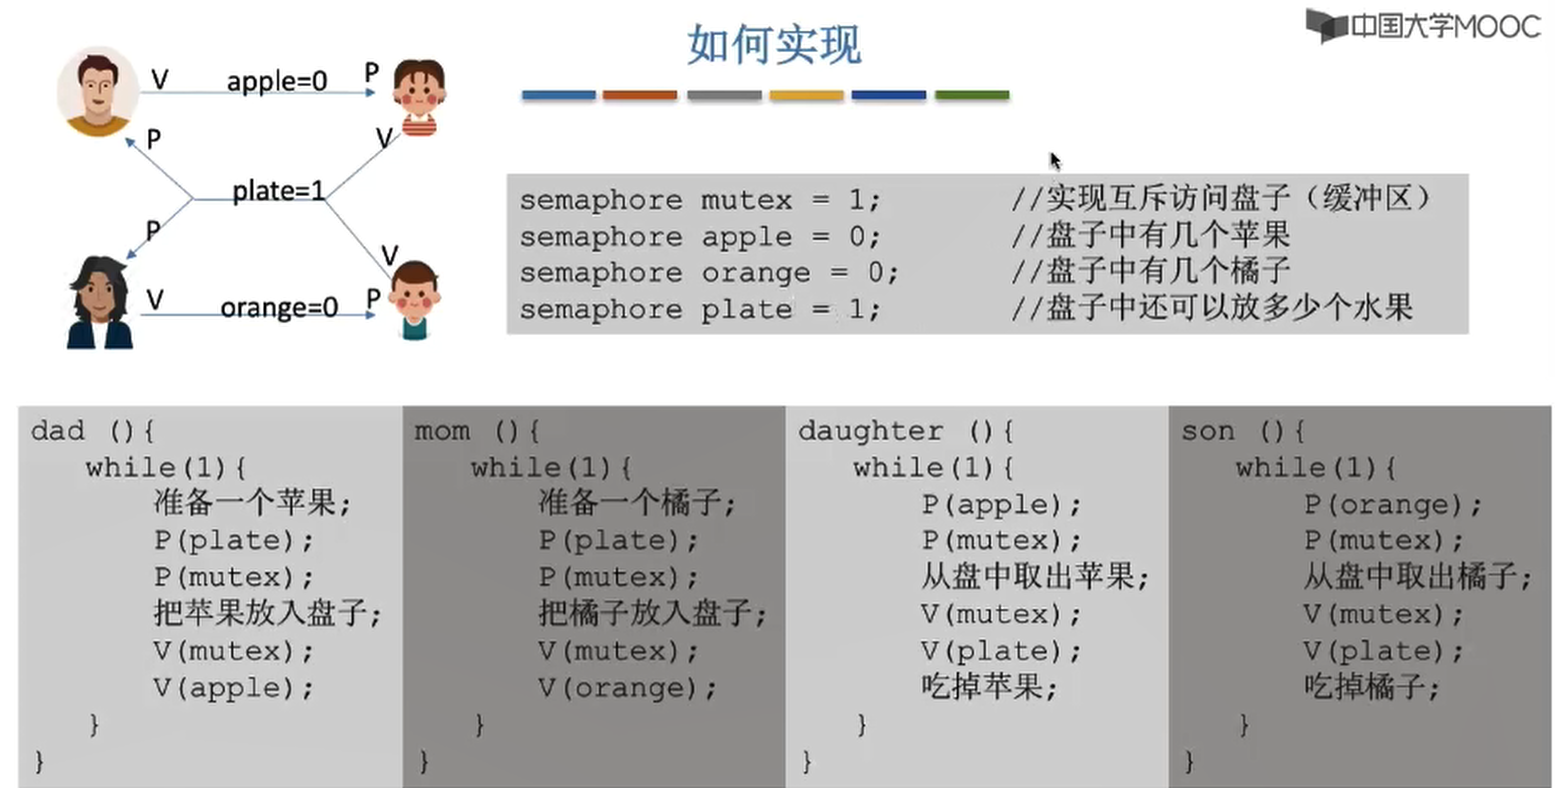 中国大学MOOC
如何实现
V apple=0 P
P V
plate=1
P V
V orange=0 P
semaphore mutex = 1; //实现互斥访问盘子（缓冲区）
semaphore apple = 0; //盘子中有几个苹果
semaphore orange = 0; //盘子中有几个橘子
semaphore plate = 1; //盘子中还可以放多少个水果
dad (){
while(1){
准备一个苹果;
P(plate);
P(mutex);
把苹果放入盘子;
V(mutex);
V(apple);
}
}
mom (){
while(1){
准备一个橘子;
P(plate);
P(mutex);
把橘子放入盘子;
V(mutex);
V(orange);
}
}
daughter (){
while(1){
P(apple);
P(mutex);
从盘中取出苹果;
V(mutex);
V(plate);
吃掉苹果;
}
}
son (){
while(1){
P(orange);
P(mutex);
从盘中取出橘子;
V(mutex);
V(plate);
吃掉橘子;
}
}